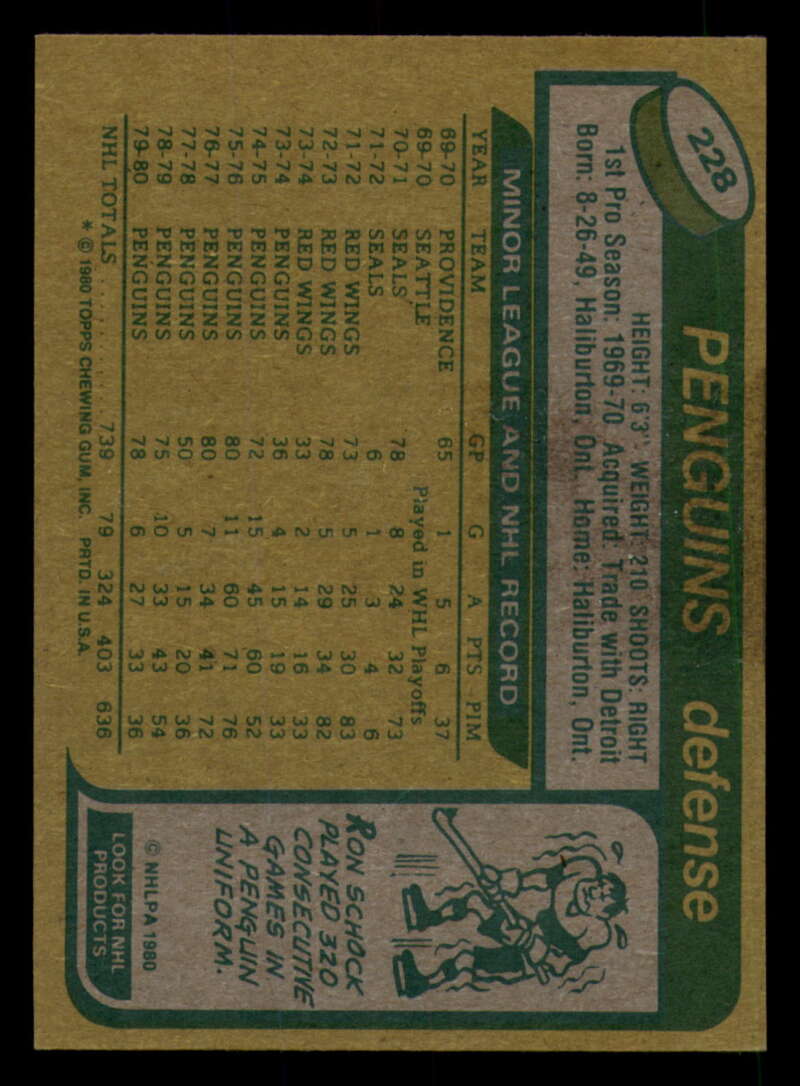 228
PENGUINS defense
HEIGHT: 6'3" WEIGHT: 210 SHOOTS: RIGHT
1st Pro Season: 1969-70 Acquired: Trade with Detroit
Born: 8-26-49, Haliburton, Ont. Home: Haliburton, Ont.
MINOR LEAGUE AND NHL RECORD
YEAR TEAM GP G A PTS PIM
69-70 PROVIDENCE 65 1 5 6 37
69-70 SEATTLE Played in WHL Playoffs
70-71 SEALS 78 8 24 32 73
71-72 SEALS 6 1 3 4 6
71-72 RED WINGS 73 5 25 30 83
72-73 RED WINGS 78 5 29 34 82
73-74 RED WINGS 33 2 14 16 33
73-74 PENGUINS 36 4 15 19 33
74-75 PENGUINS 72 15 45 60 52
75-76 PENGUINS 80 11 60 71 76
76-77 PENGUINS 80 7 34 41 72
77-78 PENGUINS 50 5 15 20 36
78-79 PENGUINS 75 10 33 43 54
79-80 PENGUINS 78 6 27 33 36
NHL TOTALS .......... 739 79 324 403 636
* © 1980 TOPPS CHEWING GUM, INC. PRTD. IN U.S.A.
RON SCHOCK
PLAYED 320
CONSECUTIVE
GAMES IN
A PENGUIN
UNIFORM.
© NHLPA 1980
LOOK FOR NHL
PRODUCTS